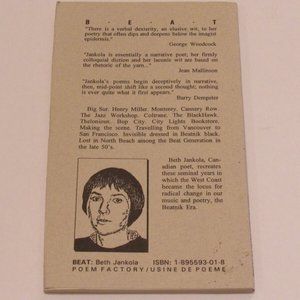 B · E · A · T
"There is a verbal dexterity, an elusive wit, to her
poetry that often dips and deepens below the imagist
epidermis."
George Woodcock
"Jankola is essentially a narrative poet; her firmly
colloquial diction and her laconic wit are based on
the rhetoric of the yarn..."
Jean Mallinson
"Jankola's poems begin deceptively in narrative,
then, mid-point shift like a second thought; nothing
is ever quite what it first appears."
Barry Dempster
Big Sur. Henry Miller. Monterey. Cannery Row.
The Jazz Workshop. Coltrane. The BlackHawk.
Thelonious. Bop City. City Lights Bookstore.
Making the scene. Travelling from Vancouver to
San Francisco. Invisible dressed in Beatnik black.
Lost in North Beach among the Beat Generation in
the late 50's.
Beth Jankola, Can-
adian poet, recreates
these seminal years in
which the West Coast
became the locus for
radical change in our
music and poetry, the
Beatnik Era.
BEAT: Beth Jankola ISBN: 1-895593-01-8
POEM FACTORY/USINE DE POEME